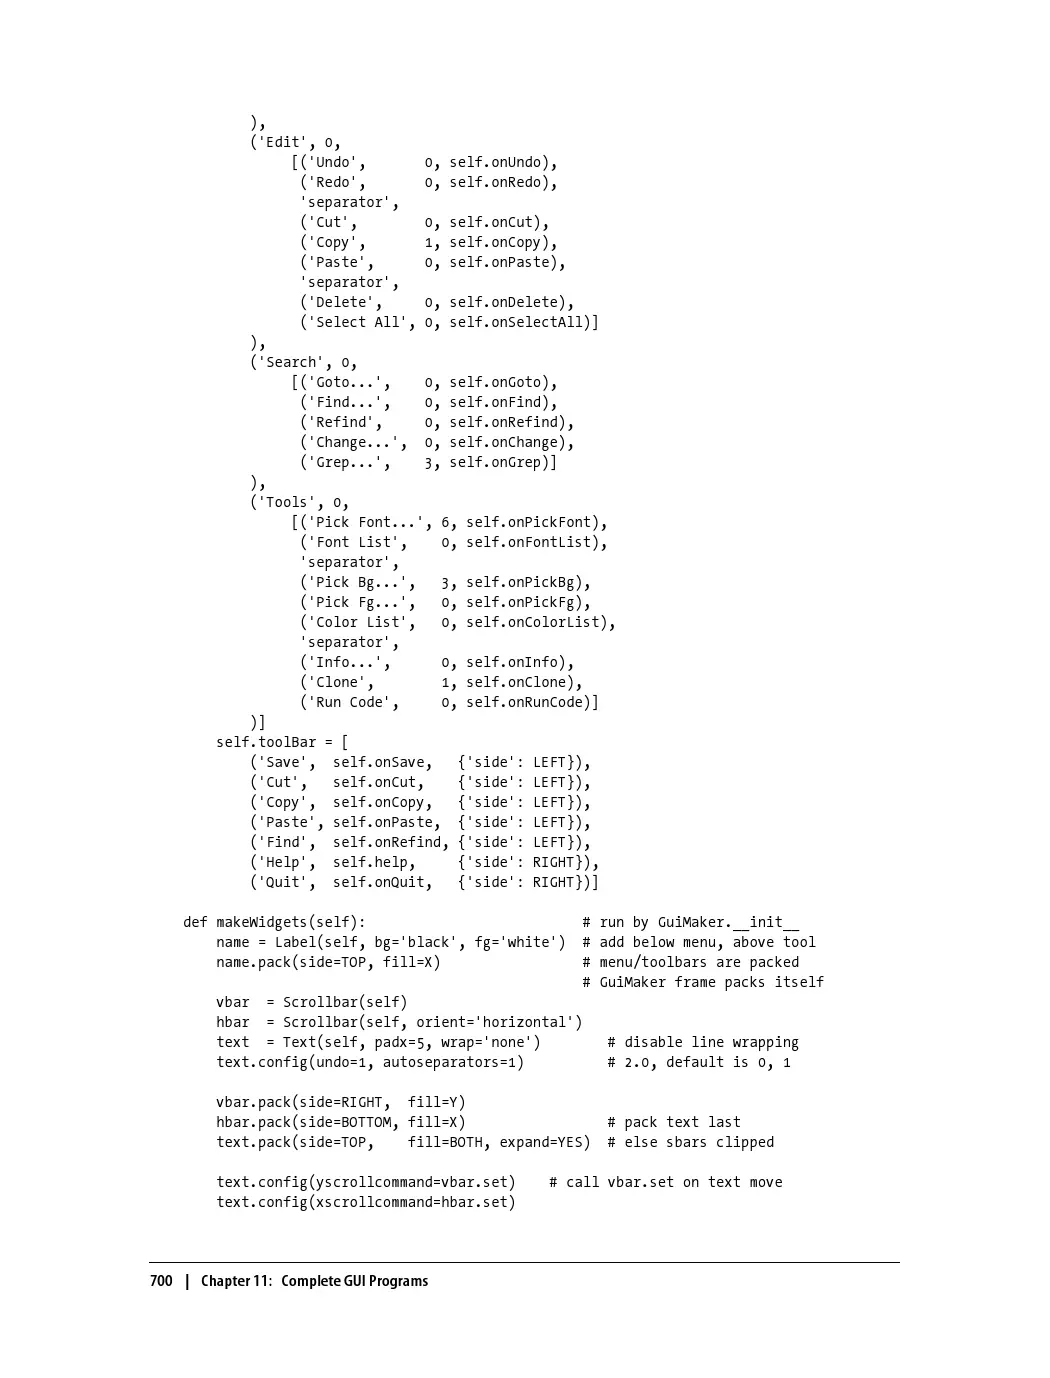 ),
('Edit', 0,
[('Undo', 0, self.onUndo),
('Redo', 0, self.onRedo),
'separator',
('Cut', 0, self.onCut),
('Copy', 1, self.onCopy),
('Paste', 0, self.onPaste),
'separator',
('Delete', 0, self.onDelete),
('Select All', 0, self.onSelectAll)]
),
('Search', 0,
[('Goto...', 0, self.onGoto),
('Find...', 0, self.onFind),
('Refind', 0, self.onRefind),
('Change...', 0, self.onChange),
('Grep...', 3, self.onGrep)]
),
('Tools', 0,
[('Pick Font...', 6, self.onPickFont),
('Font List', 0, self.onFontList),
'separator',
('Pick Bg...', 3, self.onPickBg),
('Pick Fg...', 0, self.onPickFg),
('Color List', 0, self.onColorList),
'separator',
('Info...', 0, self.onInfo),
('Clone', 1, self.onClone),
('Run Code', 0, self.onRunCode)]
)]
self.toolBar = [
('Save', self.onSave, {'side': LEFT}),
('Cut', self.onCut, {'side': LEFT}),
('Copy', self.onCopy, {'side': LEFT}),
('Paste', self.onPaste, {'side': LEFT}),
('Find', self.onRefind, {'side': LEFT}),
('Help', self.help, {'side': RIGHT}),
('Quit', self.onQuit, {'side': RIGHT})]
def makeWidgets(self): # run by GuiMaker.__init__
name = Label(self, bg='black', fg='white') # add below menu, above tool
name.pack(side=TOP, fill=X) # menu/toolbars are packed
# GuiMaker frame packs itself
vbar = Scrollbar(self)
hbar = Scrollbar(self, orient='horizontal')
text = Text(self, padx=5, wrap='none') # disable line wrapping
text.config(undo=1, autoseparators=1) # 2.0, default is 0, 1
vbar.pack(side=RIGHT, fill=Y)
hbar.pack(side=BOTTOM, fill=X) # pack text last
text.pack(side=TOP, fill=BOTH, expand=YES) # else sbars clipped
text.config(yscrollcommand=vbar.set) # call vbar.set on text move
text.config(xscrollcommand=hbar.set)
700 | Chapter 11: Complete GUI Programs